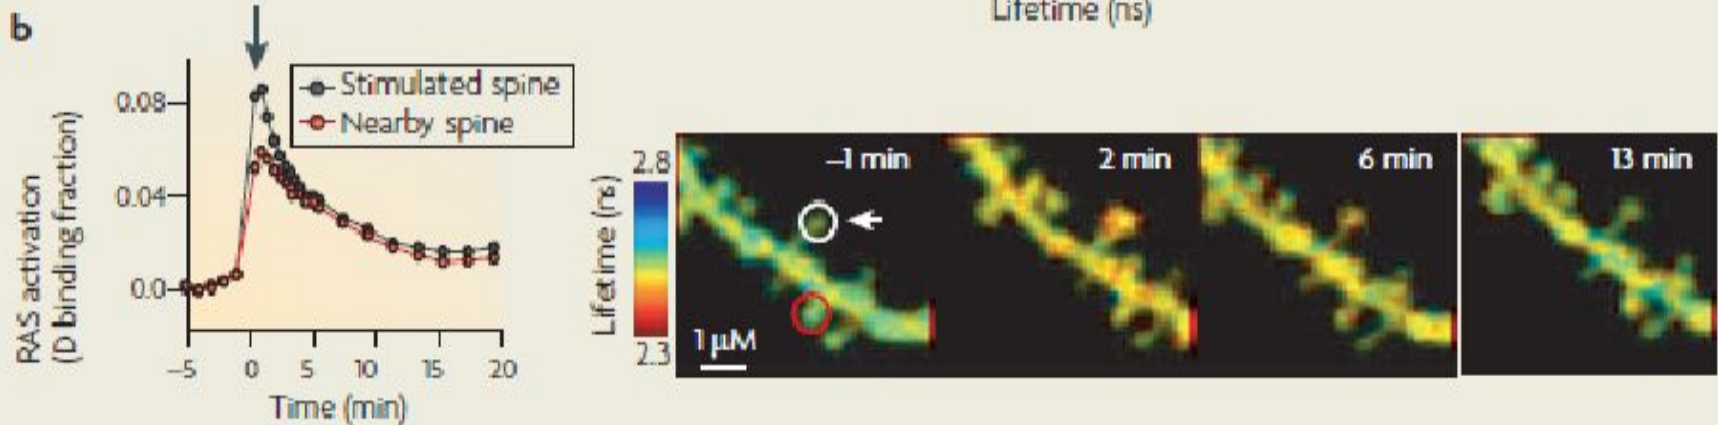 Lifetime (ns)
b
Stimulated spine
Nearby spine
RAS activation
(D binding fraction)
0.08
0.04
0.0
–5 0 5 10 15 20
Time (min)
Lifetime (ns)
2.8
2.3
–1 min
2 min
6 min
13 min
1 µM